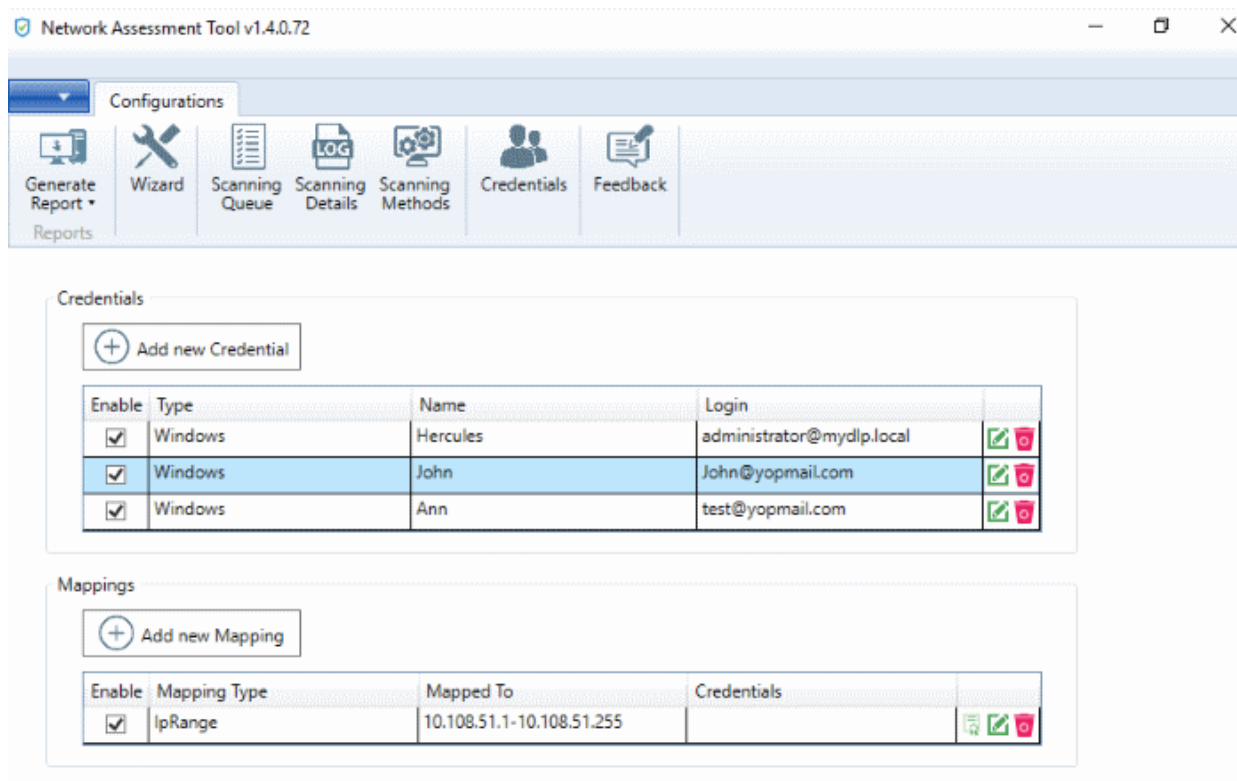 Network Assessment Tool v1.4.0.72
Configurations
Generate Report
Wizard
Scanning Queue
LOG
Scanning Details
Scanning Methods
Credentials
Feedback
Reports
Credentials
Add new Credential
Enable Type Name Login
Windows Hercules administrator@mydlp.local
Windows John John@yopmail.com
Windows Ann test@yopmail.com
Mappings
Add new Mapping
Enable Mapping Type Mapped To Credentials
IpRange 10.108.51.1-10.108.51.255